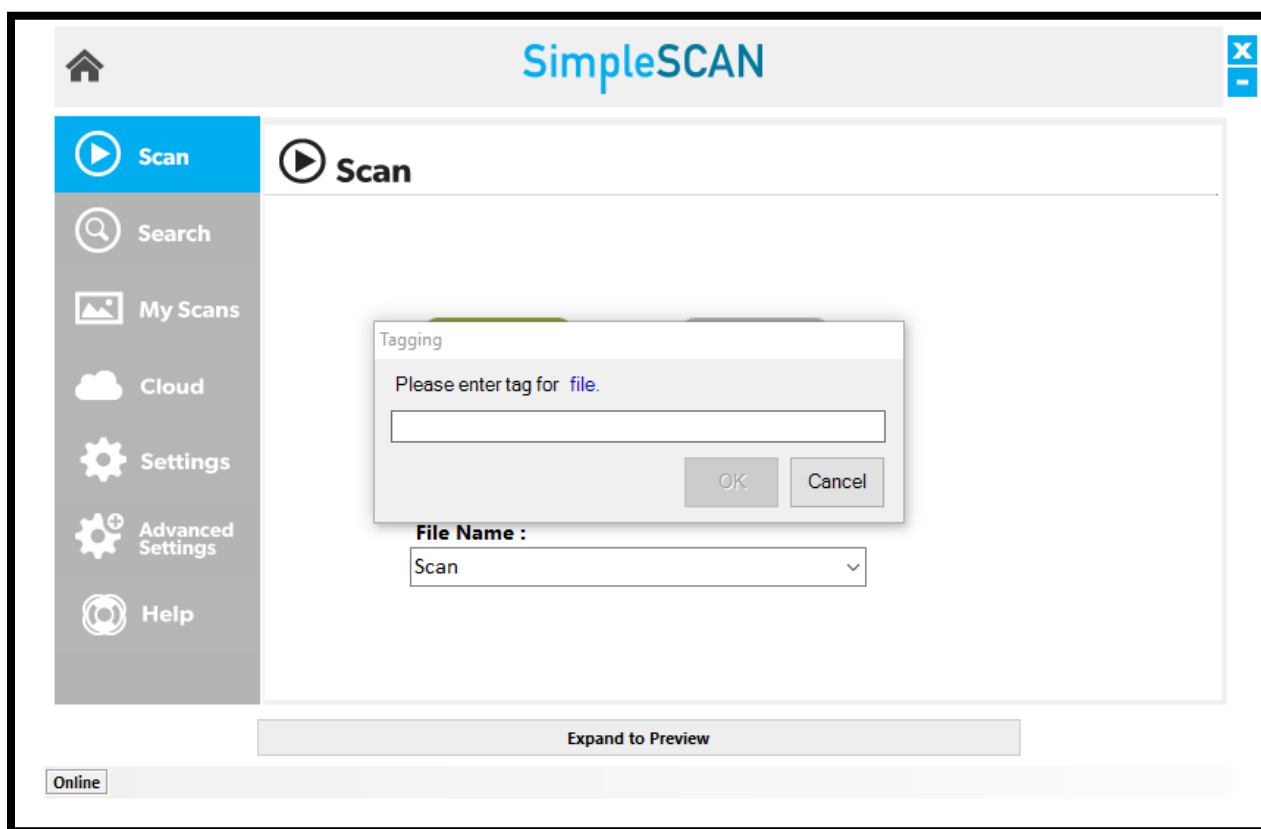 SimpleSCAN
X
-
Scan
Search
My Scans
Cloud
Settings
Advanced
Settings
Help
Scan
Tagging
Please enter tag for file.
OK
Cancel
File Name :
Scan
Expand to Preview
Online